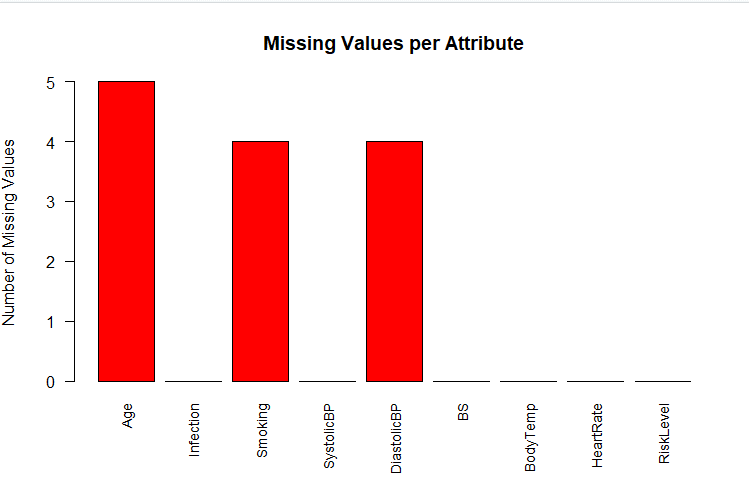 Missing Values per Attribute
Number of Missing Values
5
4
3
2
1
0
Age
Infection
Smoking
SystolicBP
DiastolicBP
BS
BodyTemp
HeartRate
RiskLevel